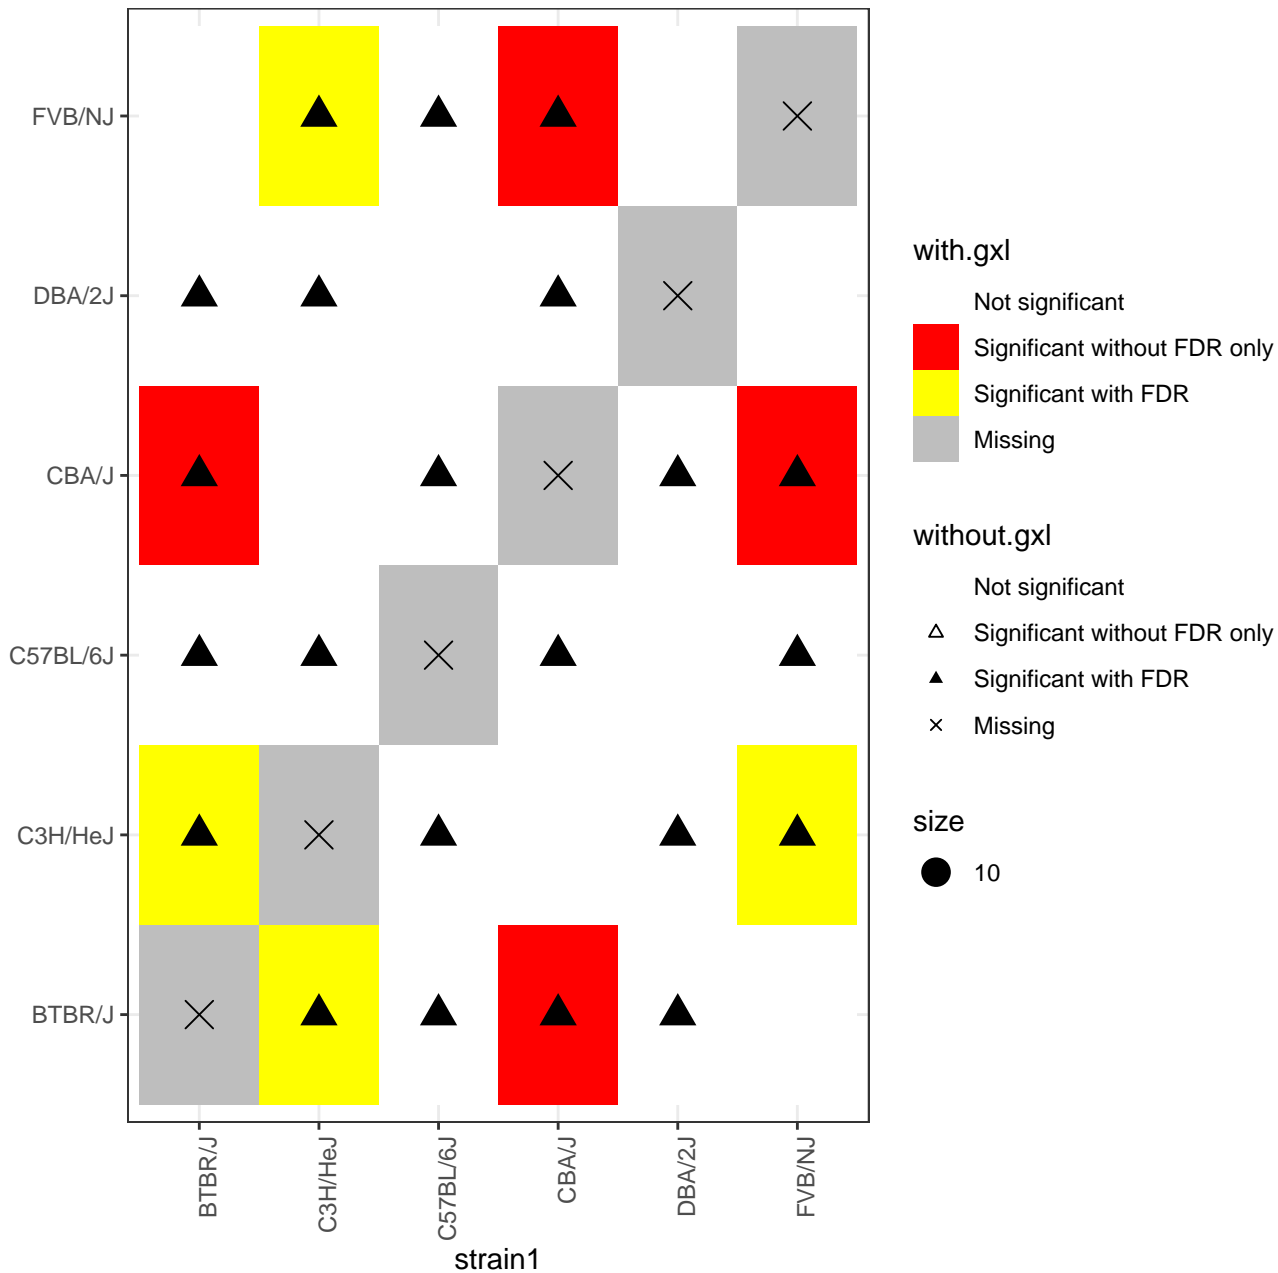 FVB/NJ
DBA/2J
CBA/J
C57BL/6J
C3H/HeJ
BTBR/J
BTBR/J
C3H/HeJ
C57BL/6J
CBA/J
DBA/2J
FVB/NJ
strain1
with.gxl
Not significant
Significant without FDR only
Significant with FDR
Missing
without.gxl
Not significant
Significant without FDR only
Significant with FDR
Missing
size
10